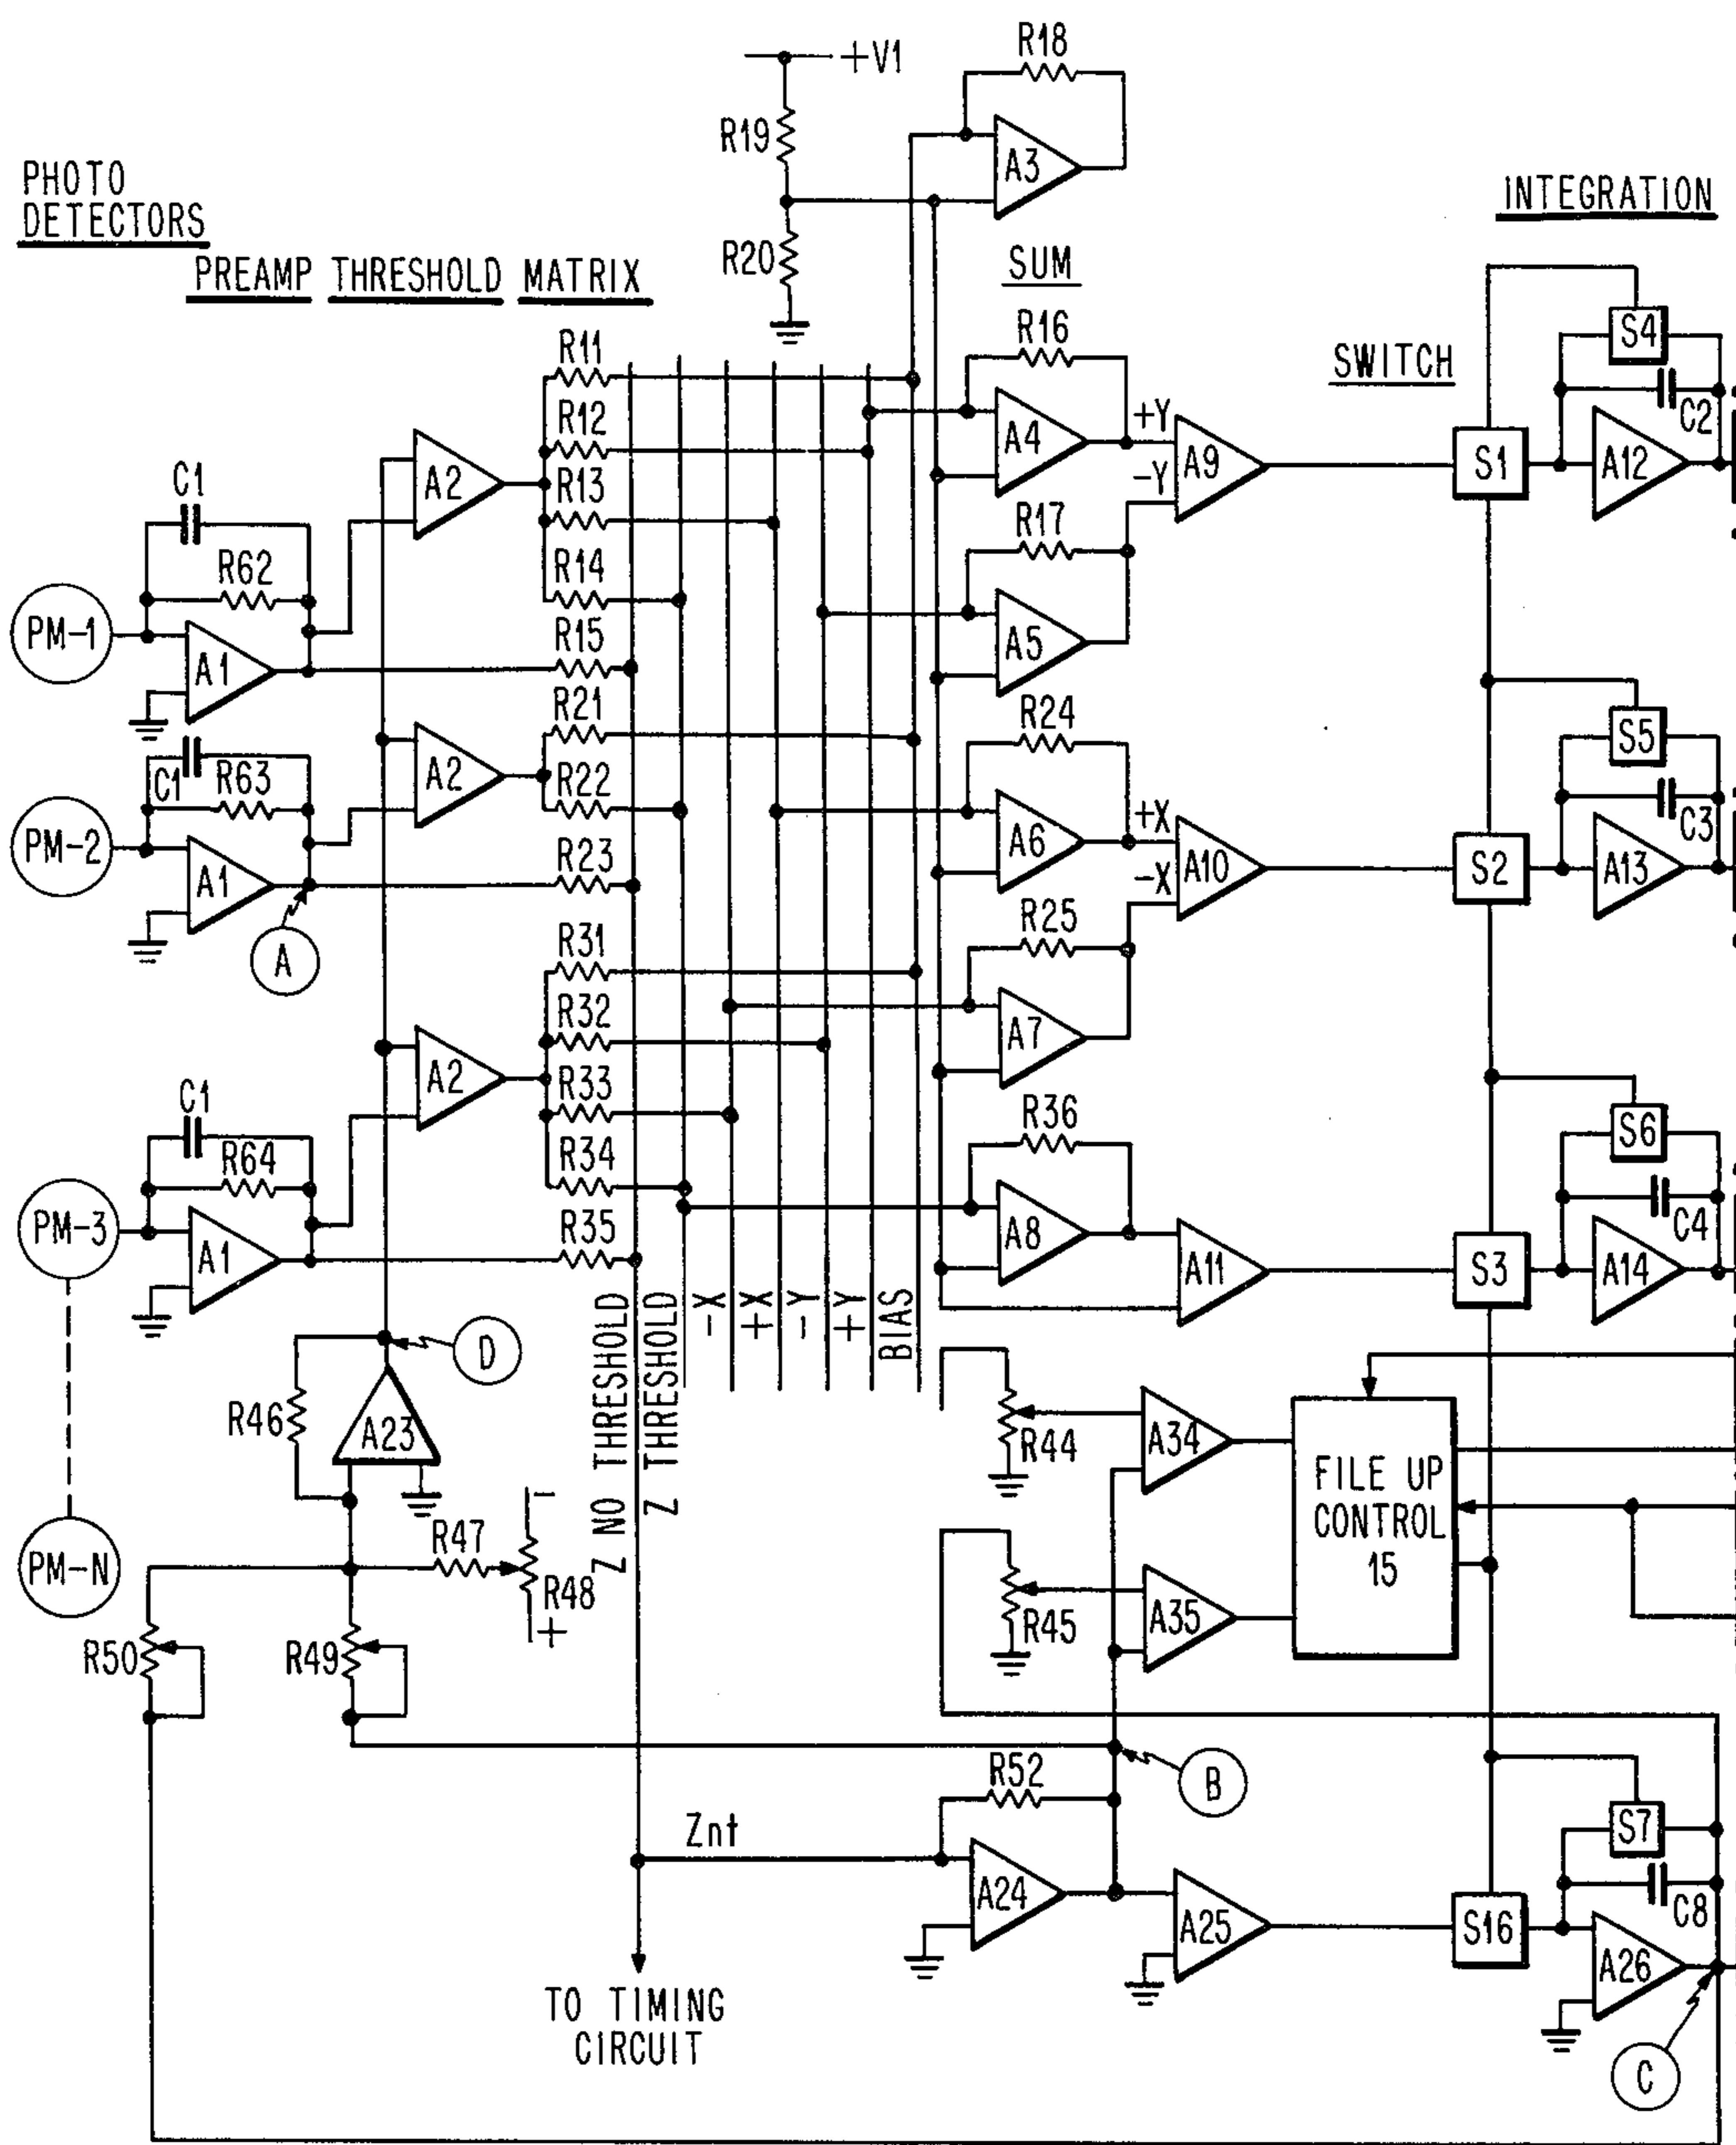 R18
+V1
R19
A3
PHOTO
DETECTORS
INTEGRATION
R20
SUM
PREAMP THRESHOLD MATRIX
R16
S4
R11
SWITCH
C2
R12
A4
+Y
A2
R13
-Y
A9
S1
A12
C1
R17
R14
R62
PM-1
R15
A5
A1
R21
R24
S5
C1
R63
A2
R22
C3
PM-2
R23
A6
+X
A10
S2
A13
A1
-X
R25
A
R31
R32
A7
A2
R33
C1
R36
S6
R34
R64
C4
PM-3
R35
A8
A11
S3
A14
A1
Z NO THRESHOLD
Z THRESHOLD
-X
+X
-Y
+Y
BIAS
D
R46
A23
R44
A34
FILE UP
CONTROL
15
−
R47
R48
+
PM-N
R45
A35
R50
R49
R52
B
Znt
S7
A24
A25
C8
S16
A26
TO TIMING
CIRCUIT
C